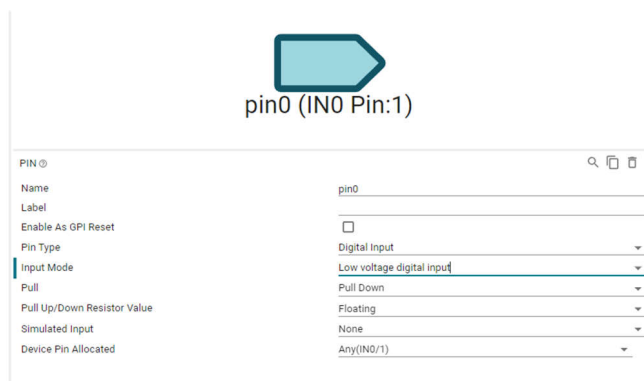 pin0 (IN0 Pin:1)
PIN
Name pin0
Label
Enable As GPI Reset
Pin Type Digital Input
Input Mode Low voltage digital input
Pull Pull Down
Pull Up/Down Resistor Value Floating
Simulated Input None
Device Pin Allocated Any(IN0/1)